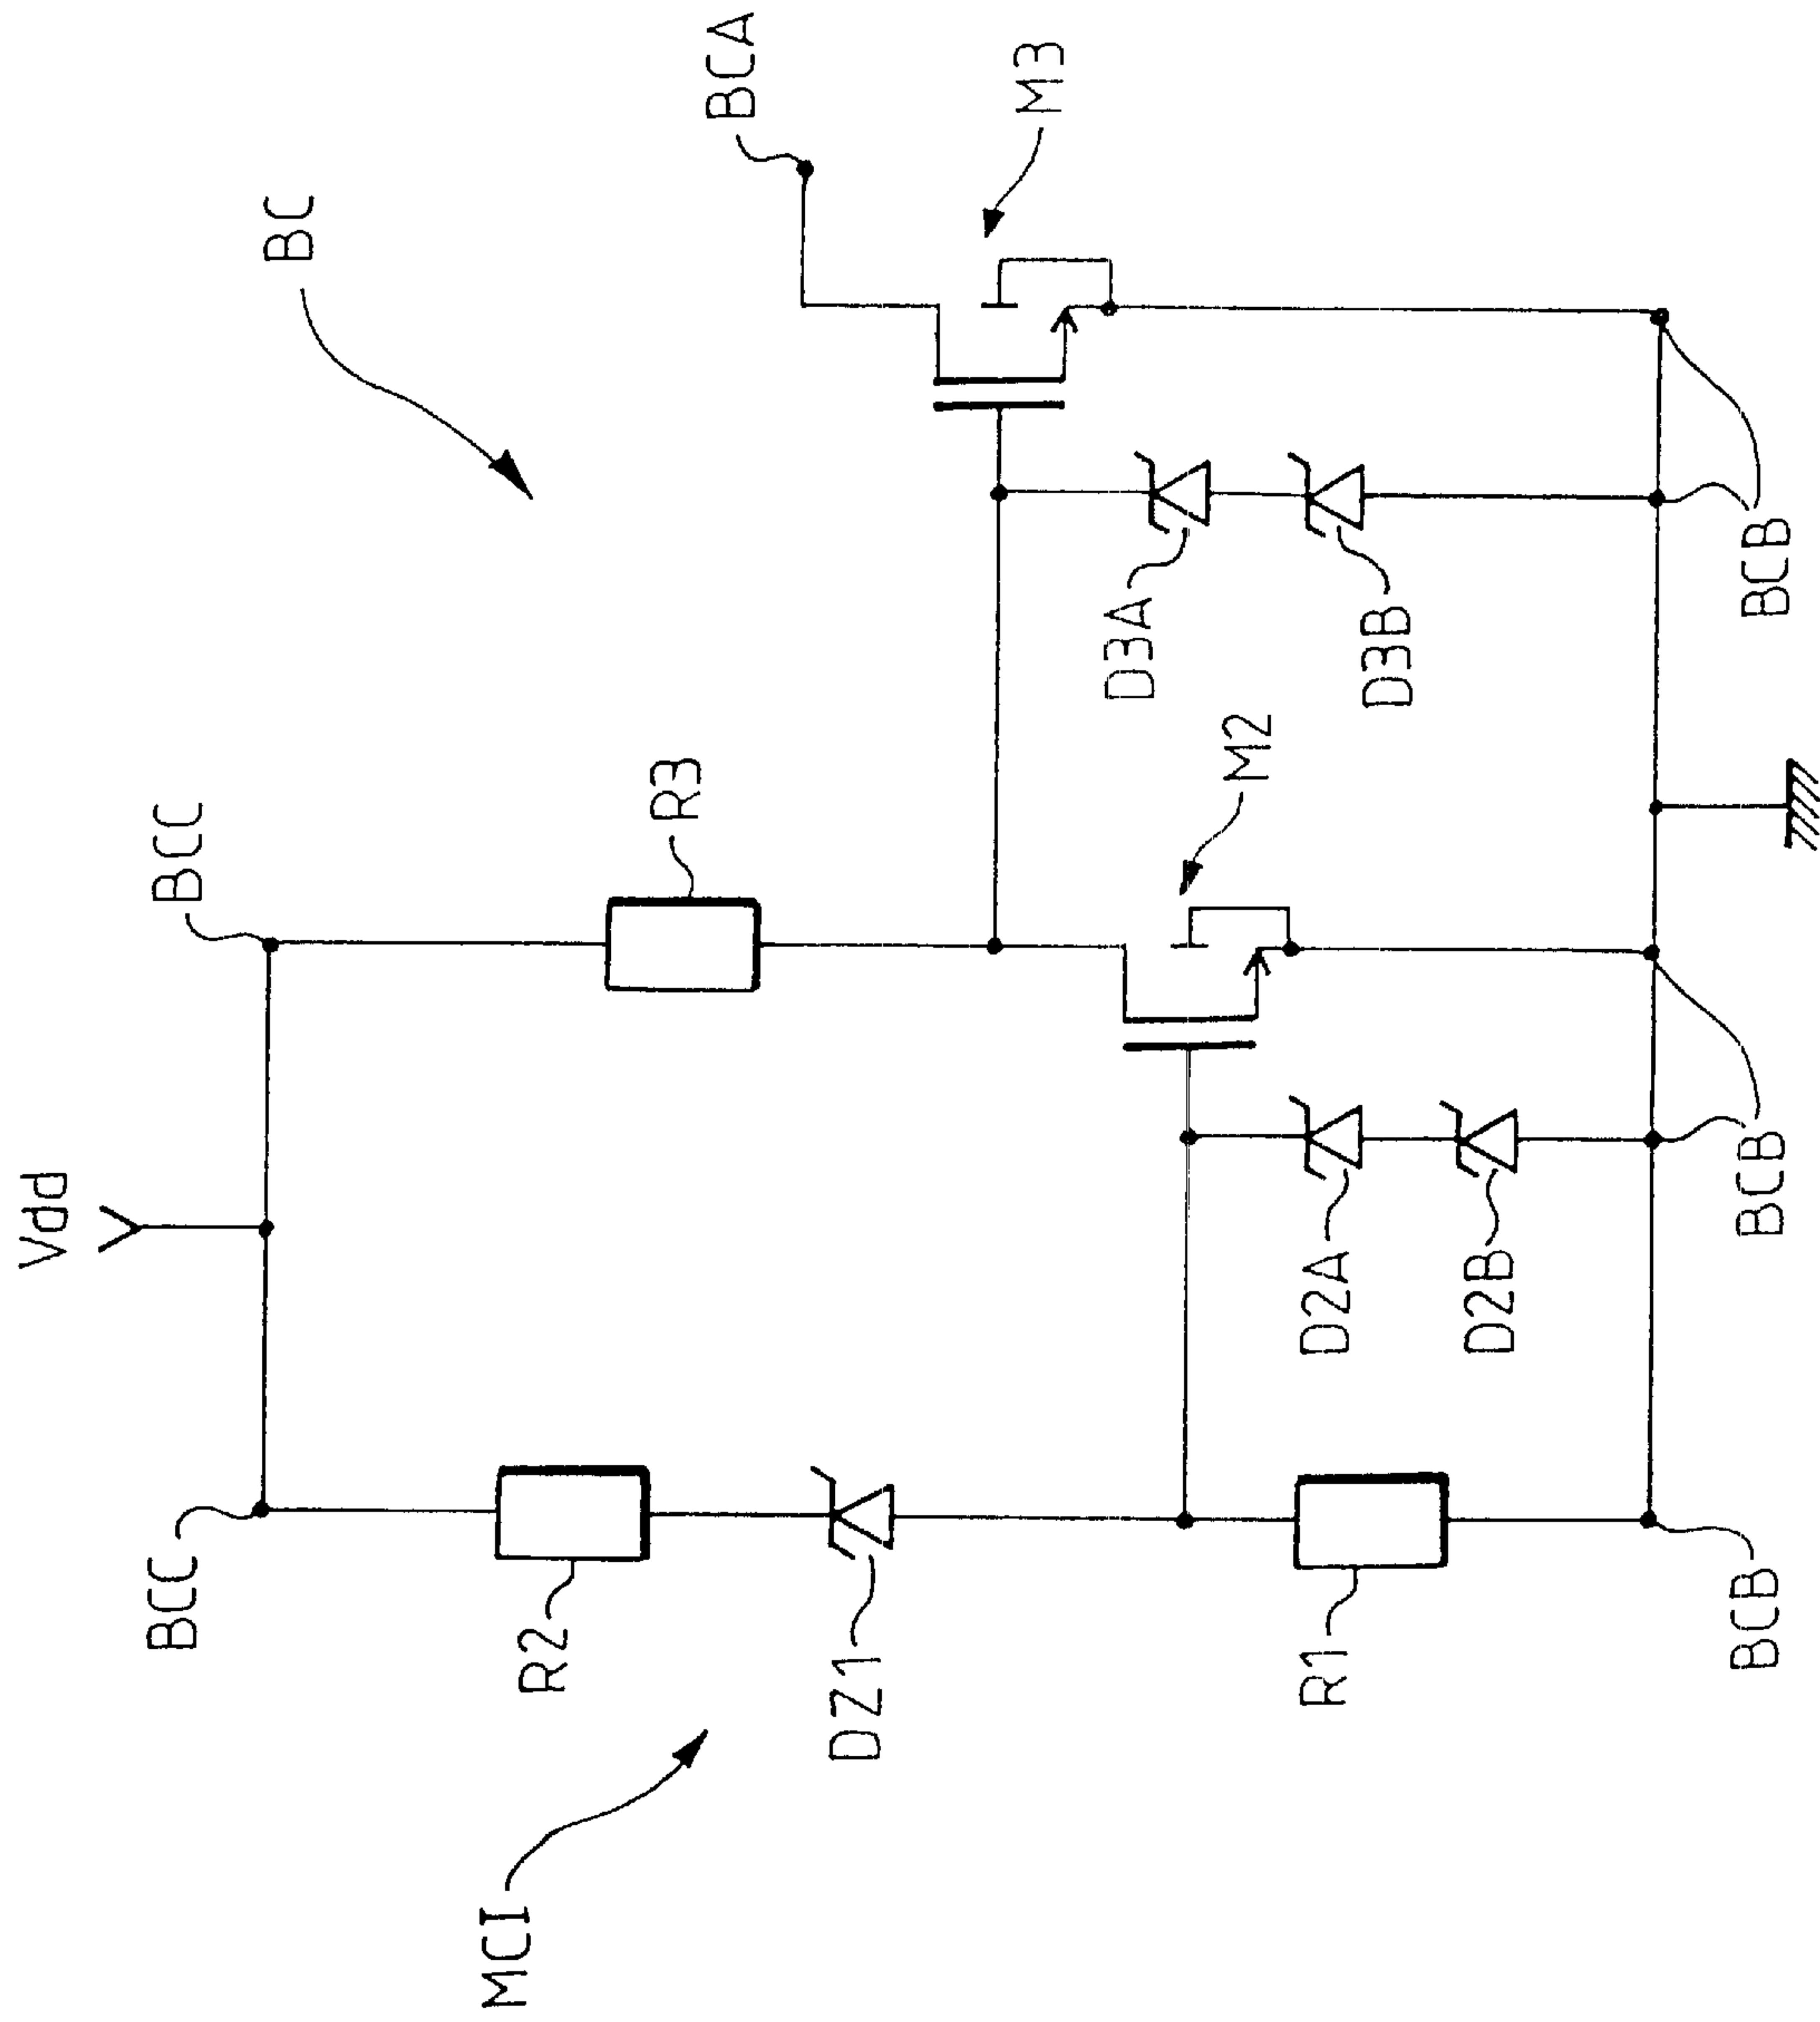 Vdd
BCC
BCC
BC
MCI
R2
R3
BCA
DZ1
M3
D3A
M2
R1
D2A
D3B
D2B
BCB
BCB
BCB